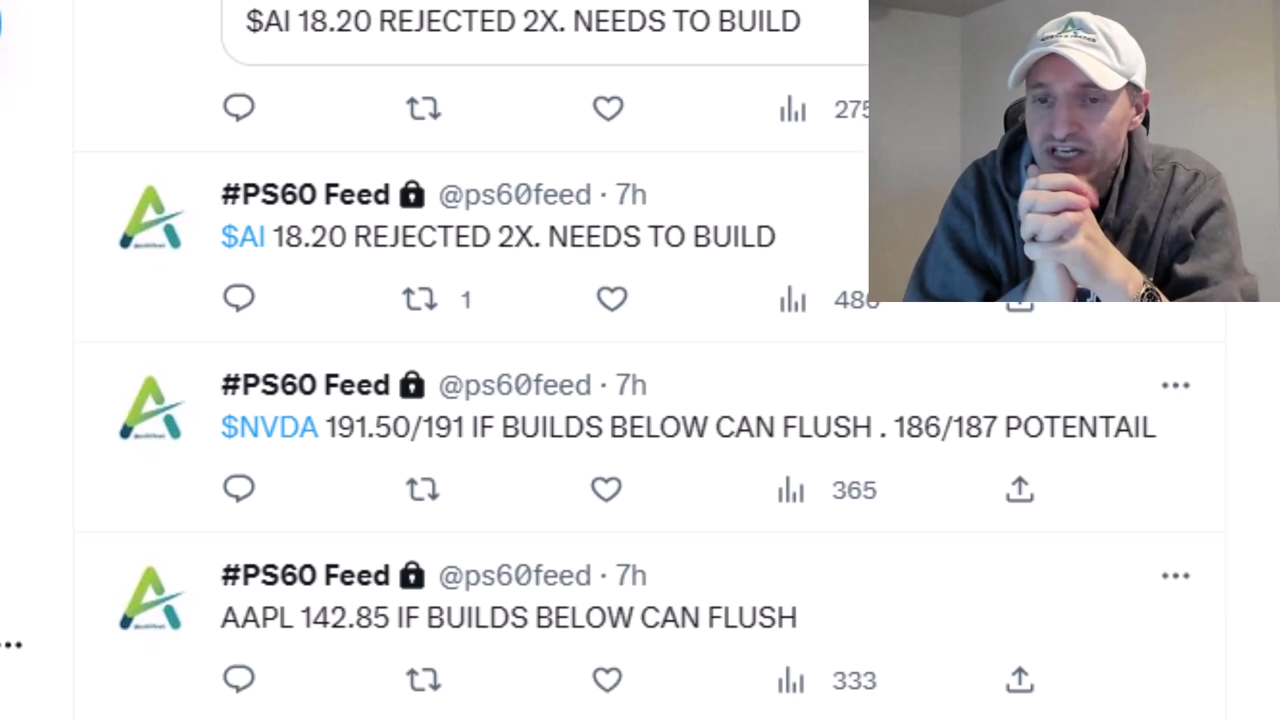 $AI 18.20 REJECTED 2X. NEEDS TO BUILD
275
#PS60 Feed @ps60feed · 7h
$AI 18.20 REJECTED 2X. NEEDS TO BUILD
1 486
#PS60 Feed @ps60feed · 7h
$NVDA 191.50/191 IF BUILDS BELOW CAN FLUSH . 186/187 POTENTAIL
365
#PS60 Feed @ps60feed · 7h
AAPL 142.85 IF BUILDS BELOW CAN FLUSH
333